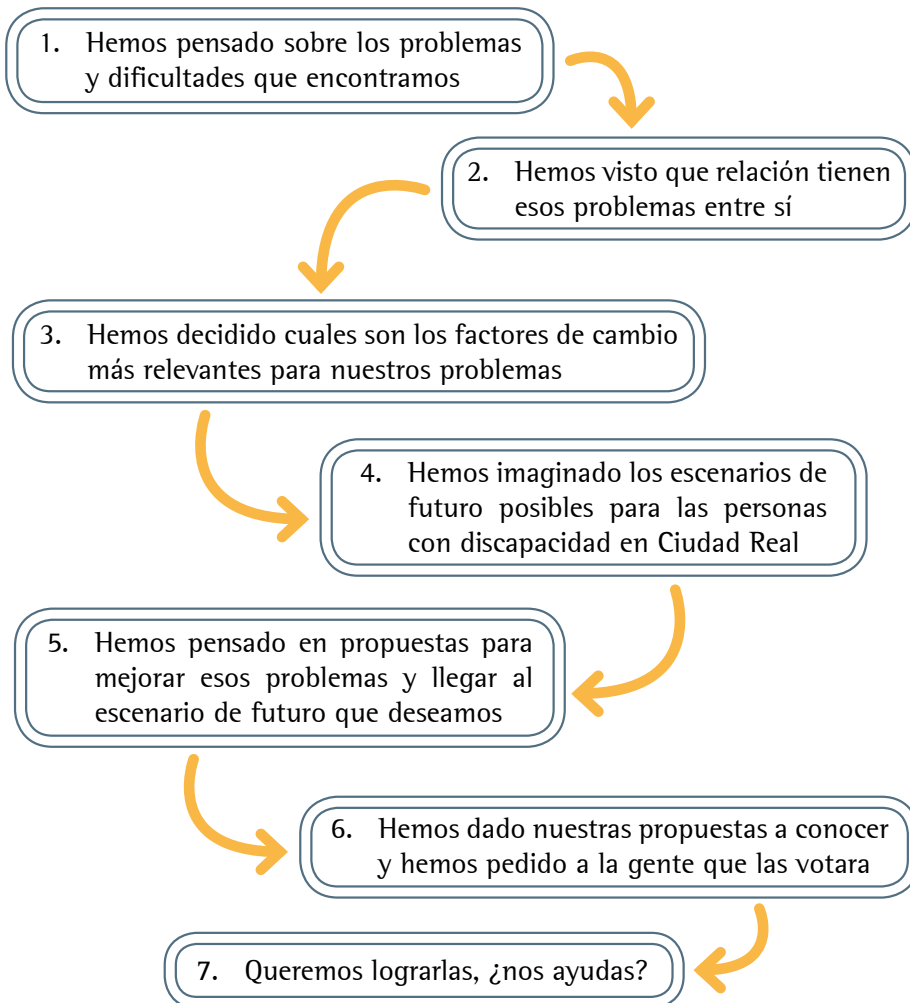 1. Hemos pensado sobre los problemas
y dificultades que encontramos
2. Hemos visto que relación tienen
esos problemas entre sí
3. Hemos decidido cuales son los factores de cambio
más relevantes para nuestros problemas
4. Hemos imaginado los escenarios de
futuro posibles para las personas
con discapacidad en Ciudad Real
5. Hemos pensado en propuestas para
mejorar esos problemas y llegar al
escenario de futuro que deseamos
6. Hemos dado nuestras propuestas a conocer
y hemos pedido a la gente que las votara
7. Queremos lograrlas, ¿nos ayudas?